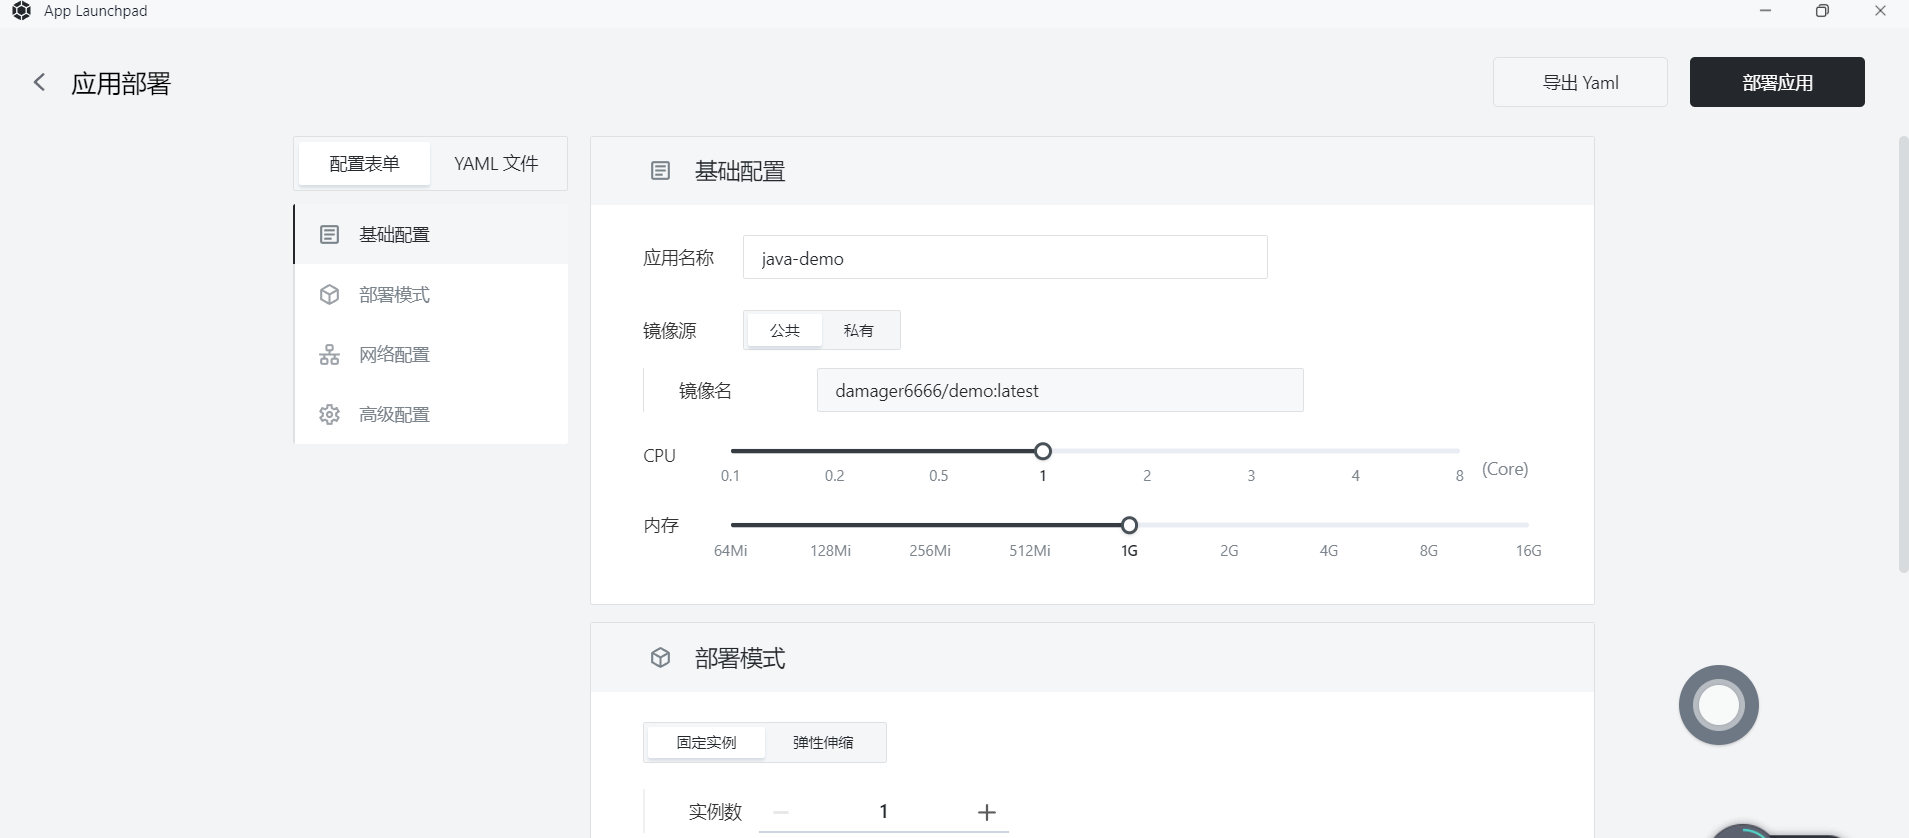 App Launchpad
应用部署
导出 Yaml
部署应用
配置表单
YAML 文件
基础配置
部署模式
网络配置
高级配置
基础配置
应用名称
java-demo
镜像源
公共
私有
镜像名
damager6666/demo:latest
CPU
0.1 0.2 0.5 1 2 3 4 8 (Core)
内存
64Mi 128Mi 256Mi 512Mi 1G 2G 4G 8G 16G
部署模式
固定实例
弹性伸缩
实例数
1